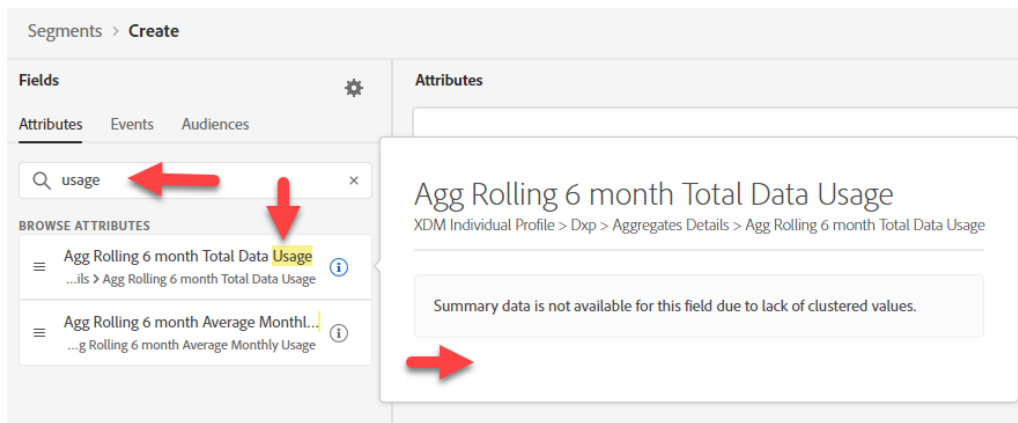 Segments > Create
Fields
Attributes Events Audiences
usage
BROWSE ATTRIBUTES
Agg Rolling 6 month Total Data Usage
...ils > Agg Rolling 6 month Total Data Usage
Agg Rolling 6 month Average Monthl...
...g Rolling 6 month Average Monthly Usage
Attributes
Agg Rolling 6 month Total Data Usage
XDM Individual Profile > Dxp > Aggregates Details > Agg Rolling 6 month Total Data Usage
Summary data is not available for this field due to lack of clustered values.